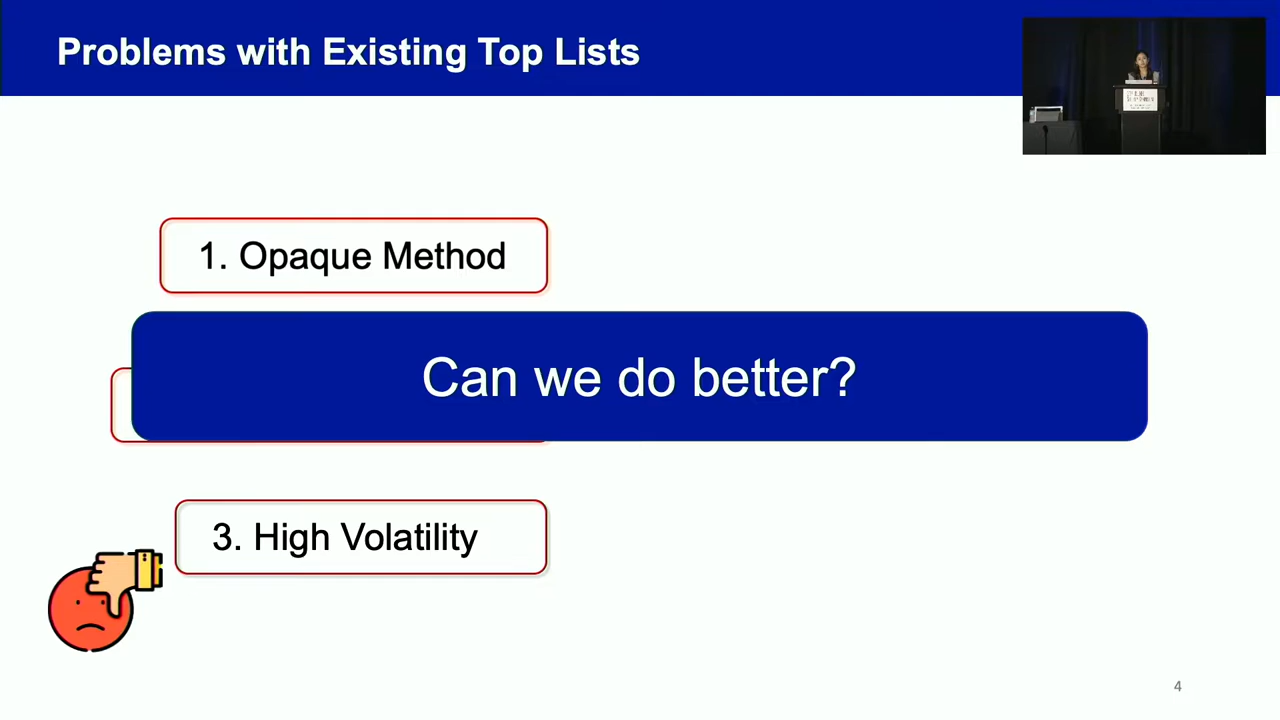 Problems with Existing Top Lists
1. Opaque Method
Can we do better?
3. High Volatility
4